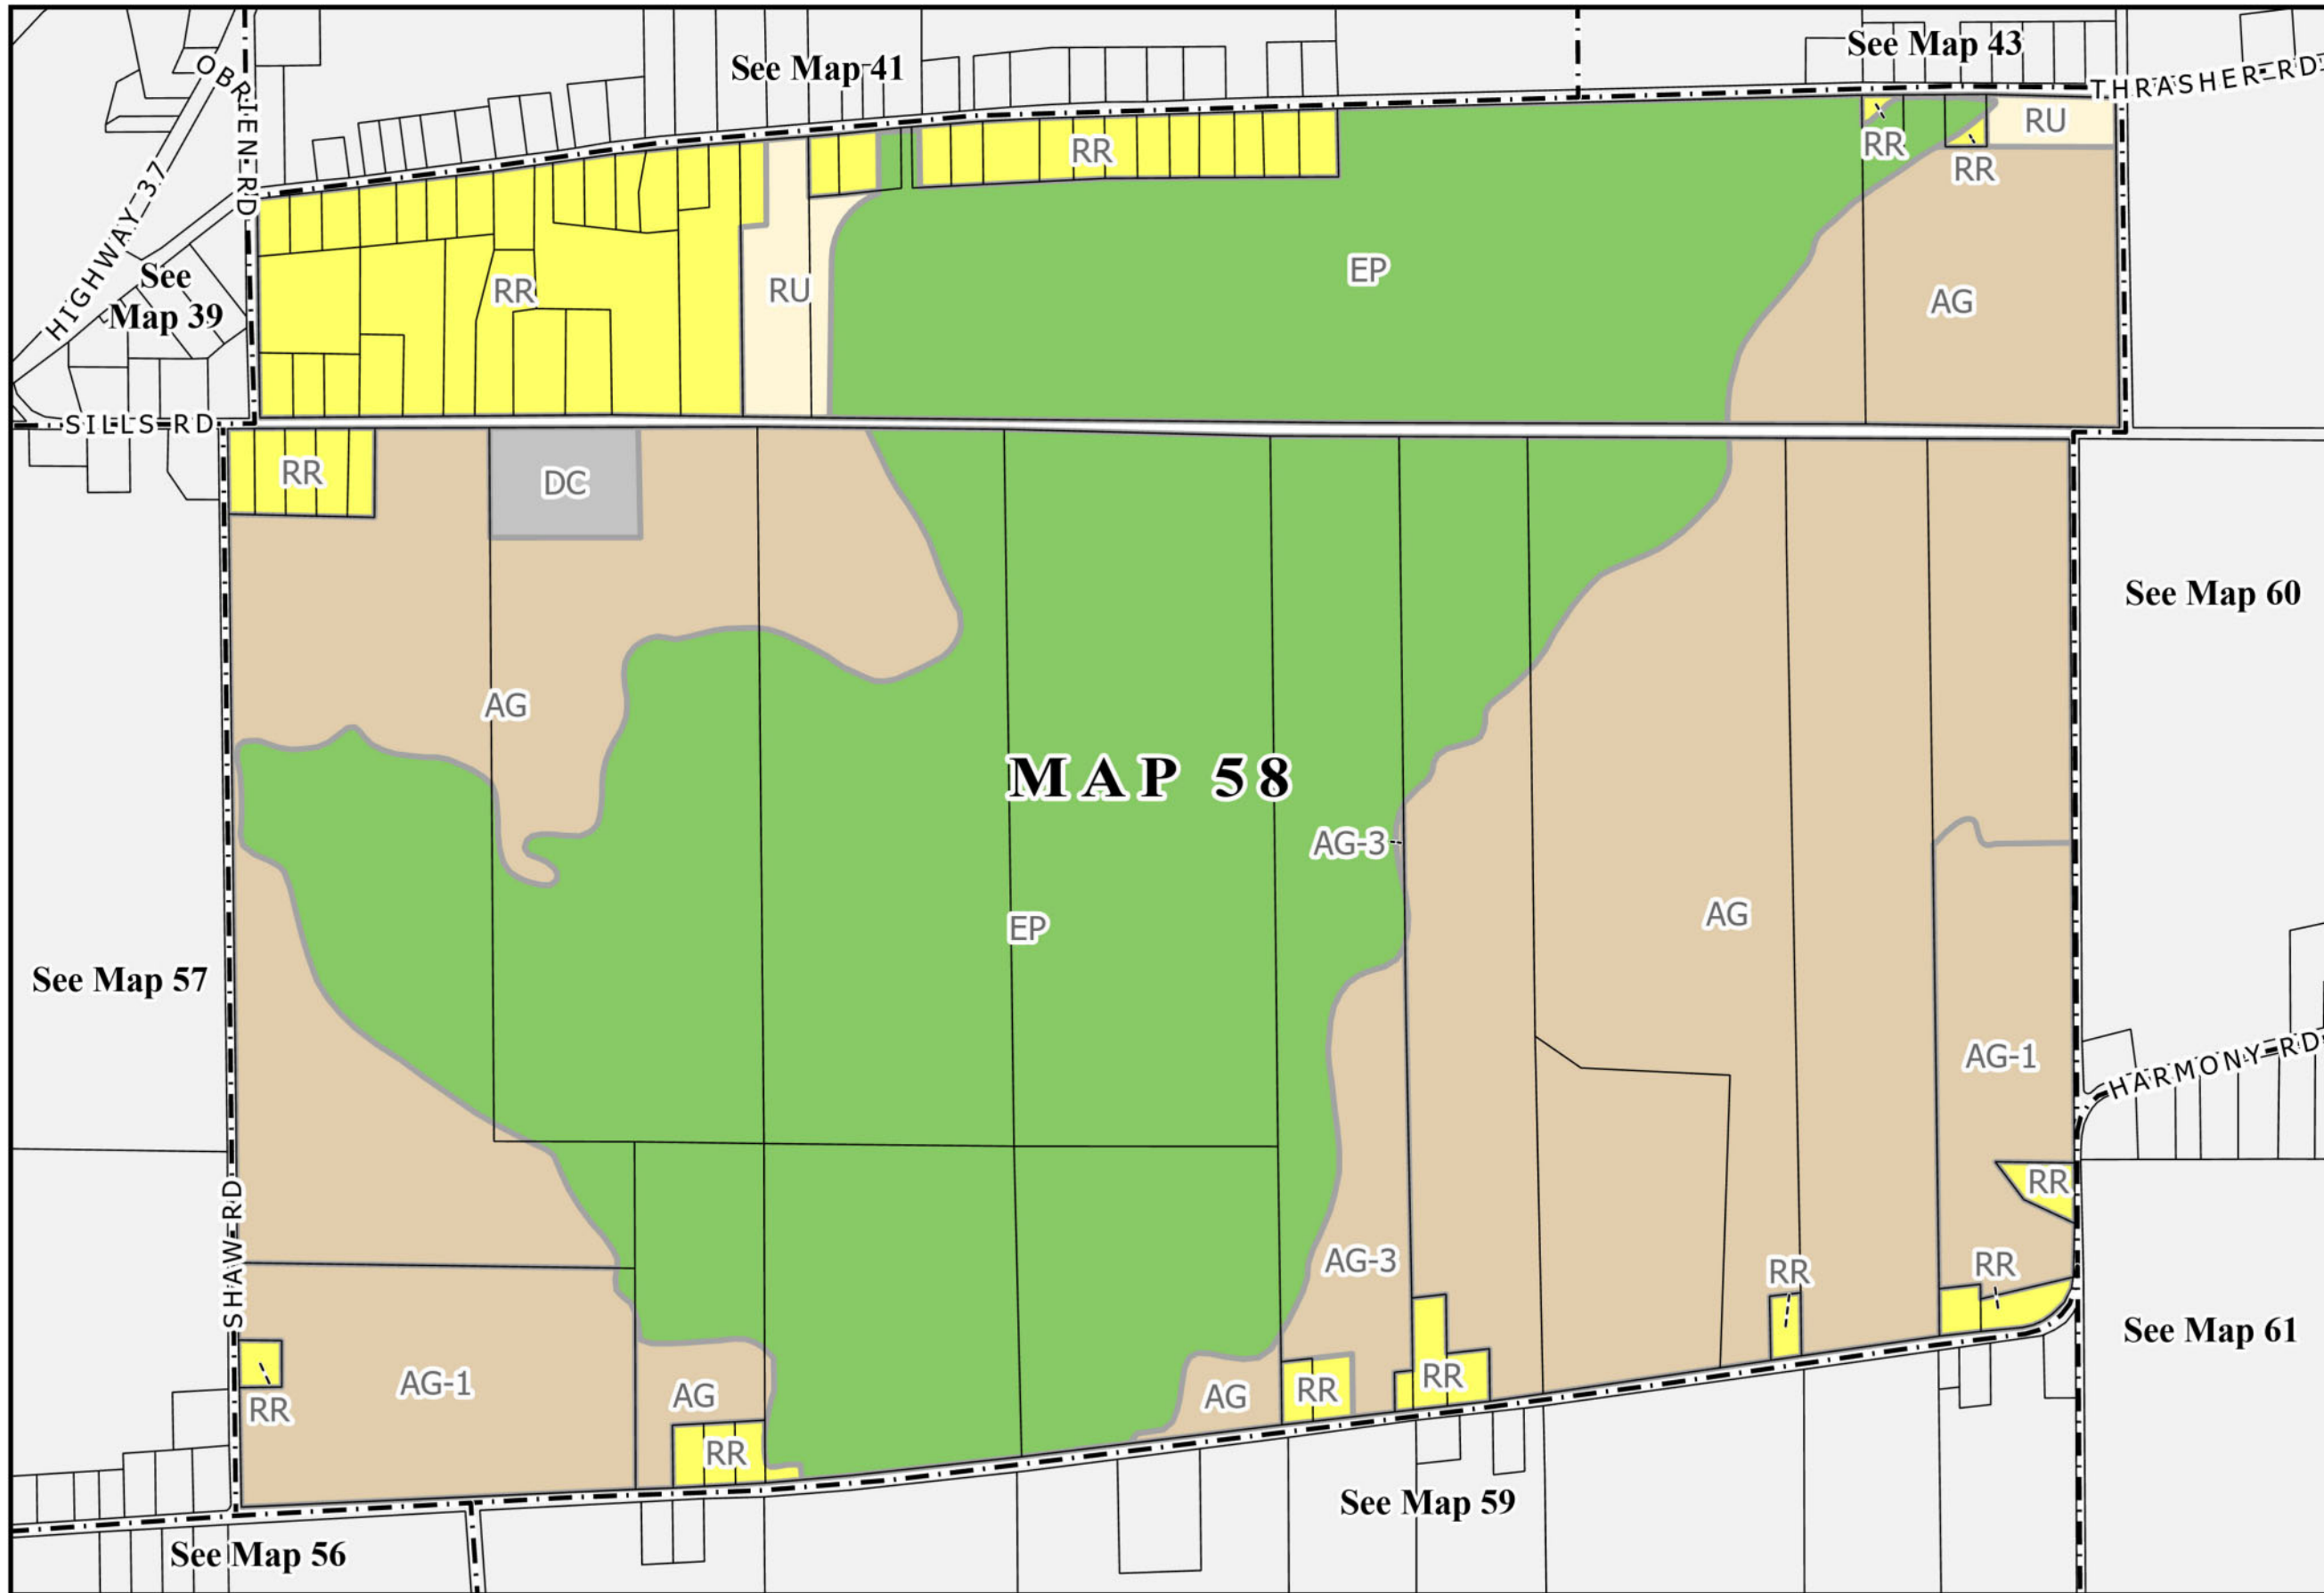 See Map 43
See Map 41
THRASHER RD
OBRIEN RD
HIGHWAY 37
RR
RU
RR
RR
See
Map 39
RR
RU
EP
AG
SILLS RD
RR
DC
See Map 60
AG
MAP 58
AG-3
AG
EP
See Map 57
AG-1
HARMONY RD
RR
SHAW RD
AG-3
RR
RR
See Map 61
RR
AG-1
AG
AG
RR
RR
RR
See Map 59
See Map 56